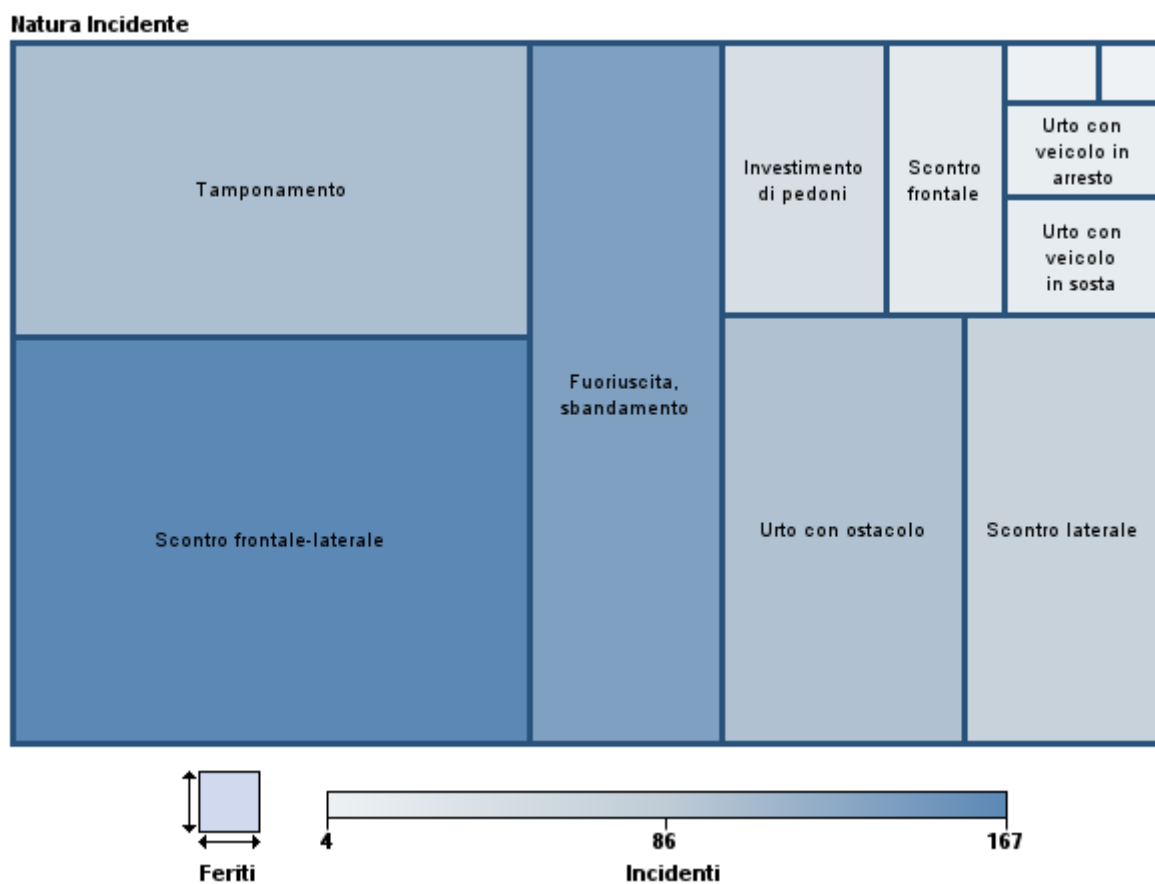 Natura Incidente
Tamponamento
Scontro frontale-laterale
Fuoriuscita,
sbandamento
Investimento
di pedoni
Scontro
frontale
Urto con
veicolo in
arresto
Urto con
veicolo
in sosta
Urto con ostacolo
Scontro laterale
4
86
167
Feriti
Incidenti